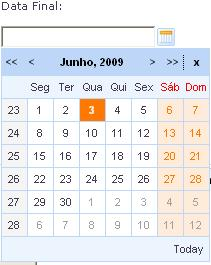 Data Final:
<< < Junho, 2009 > >> x
Seg Ter Qua Qui Sex Sáb Dom
23 1 2 3 4 5 6 7
24 8 9 10 11 12 13 14
25 15 16 17 18 19 20 21
26 22 23 24 25 26 27 28
27 29 30 1 2 3 4 5
28 6 7 8 9 10 11 12
Today